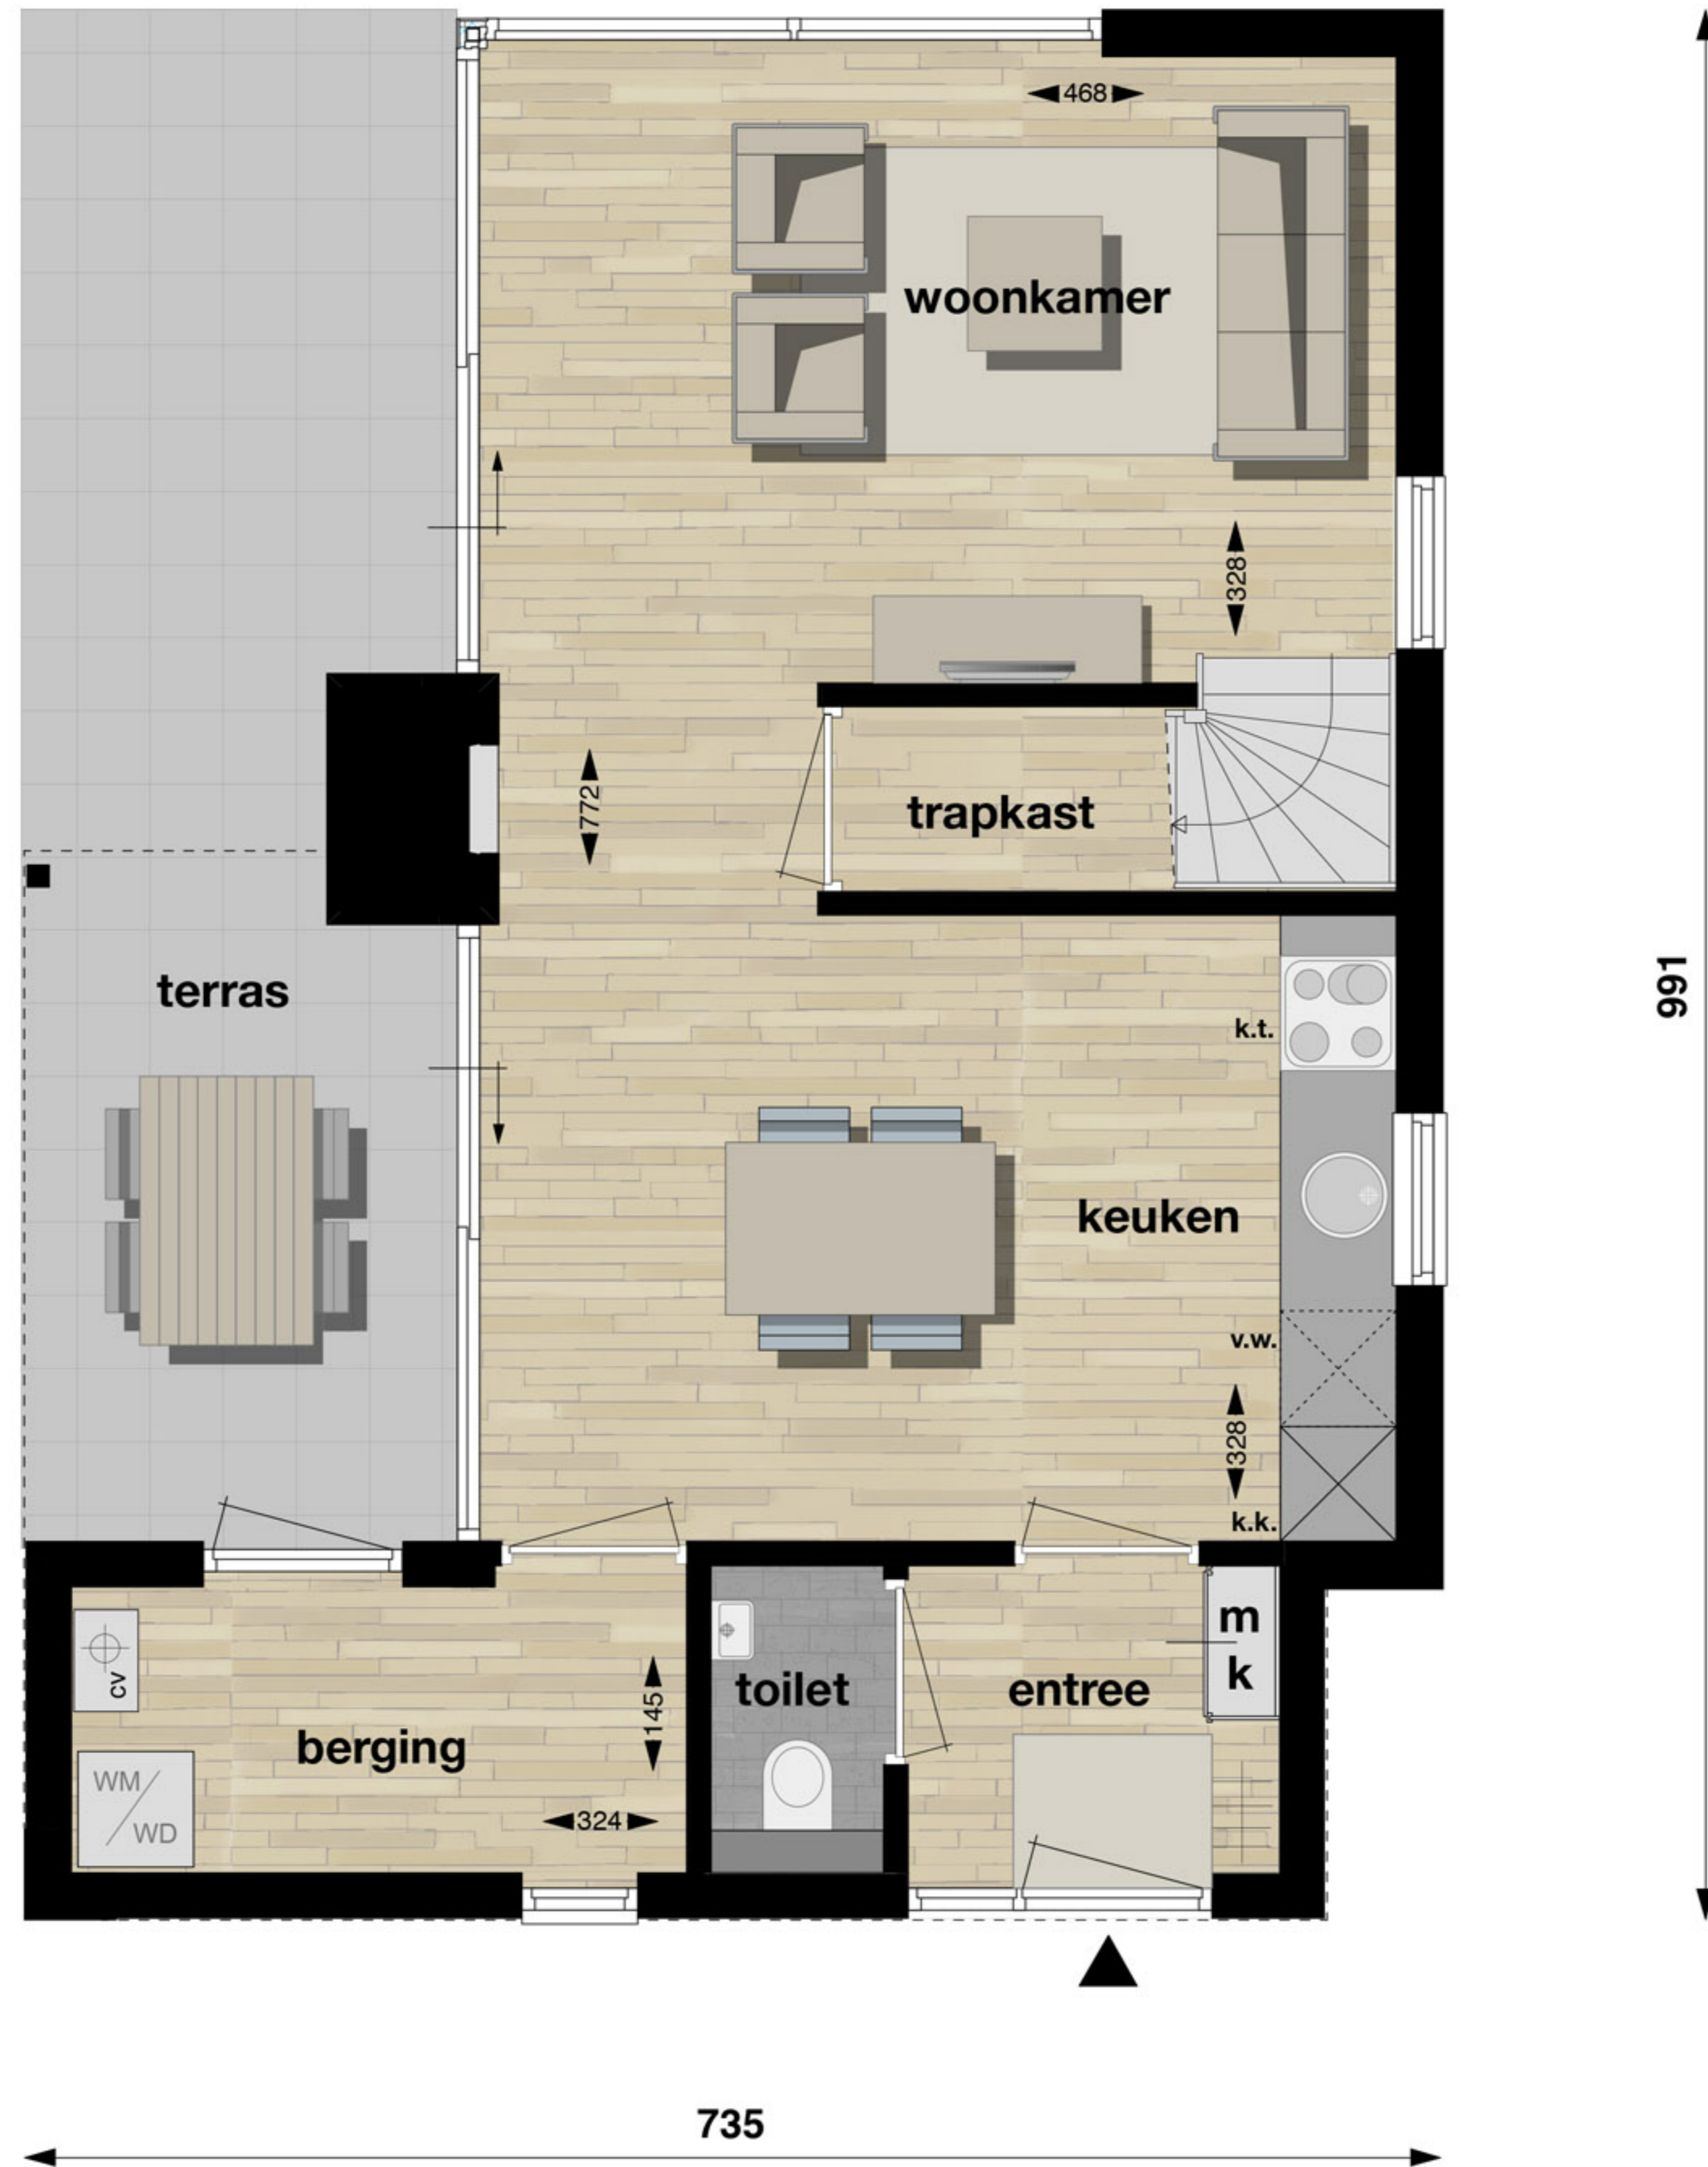 468
woonkamer
328
772
trapkast
terras
k.t.
991
keuken
v.w.
328
k.k.
m
k
cv
toilet
entree
145
berging
WM/
WD
324
735